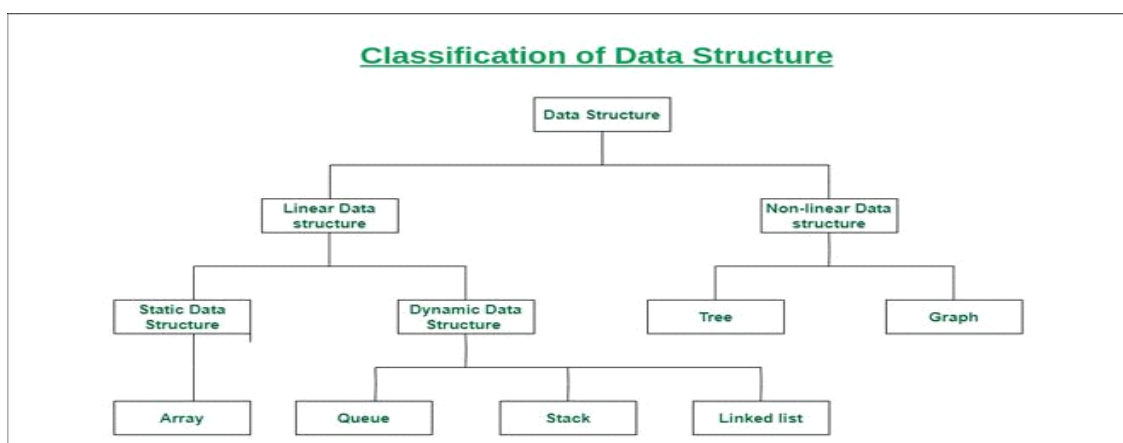 Classification of Data Structure
Data Structure
Linear Data
structure
Non-linear Data
structure
Static Data
Structure
Dynamic Data
Structure
Tree
Graph
Array
Queue
Stack
Linked list